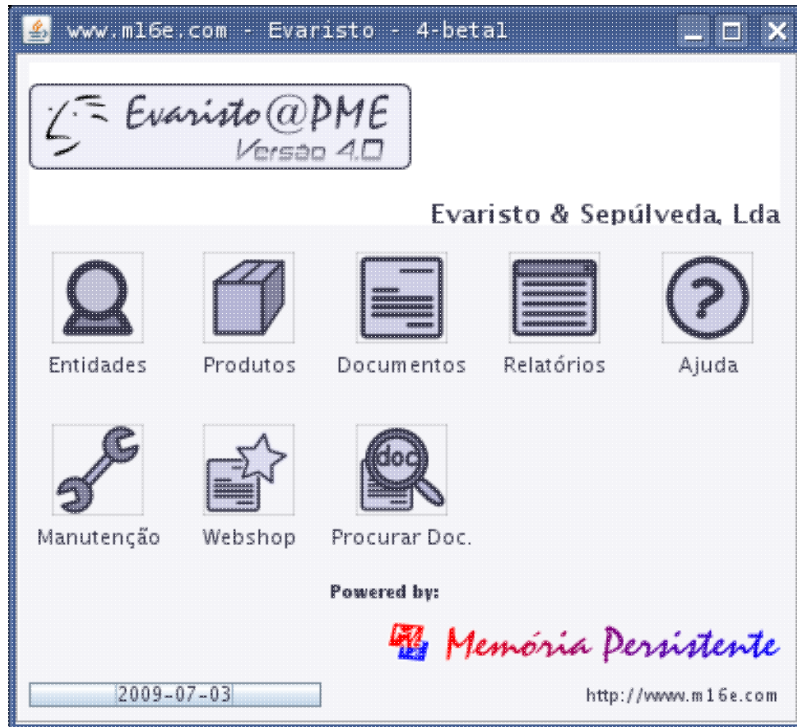 www.m16e.com - Evaristo - 4-beta1
Evaristo@PME
Versão 4.0
Evaristo & Sepúlveda, Lda
Entidades Produtos Documentos Relatórios Ajuda
doc
Manutenção Webshop Procurar Doc.
Powered by:
Memória Persistente
2009-07-03 http://www.m16e.com